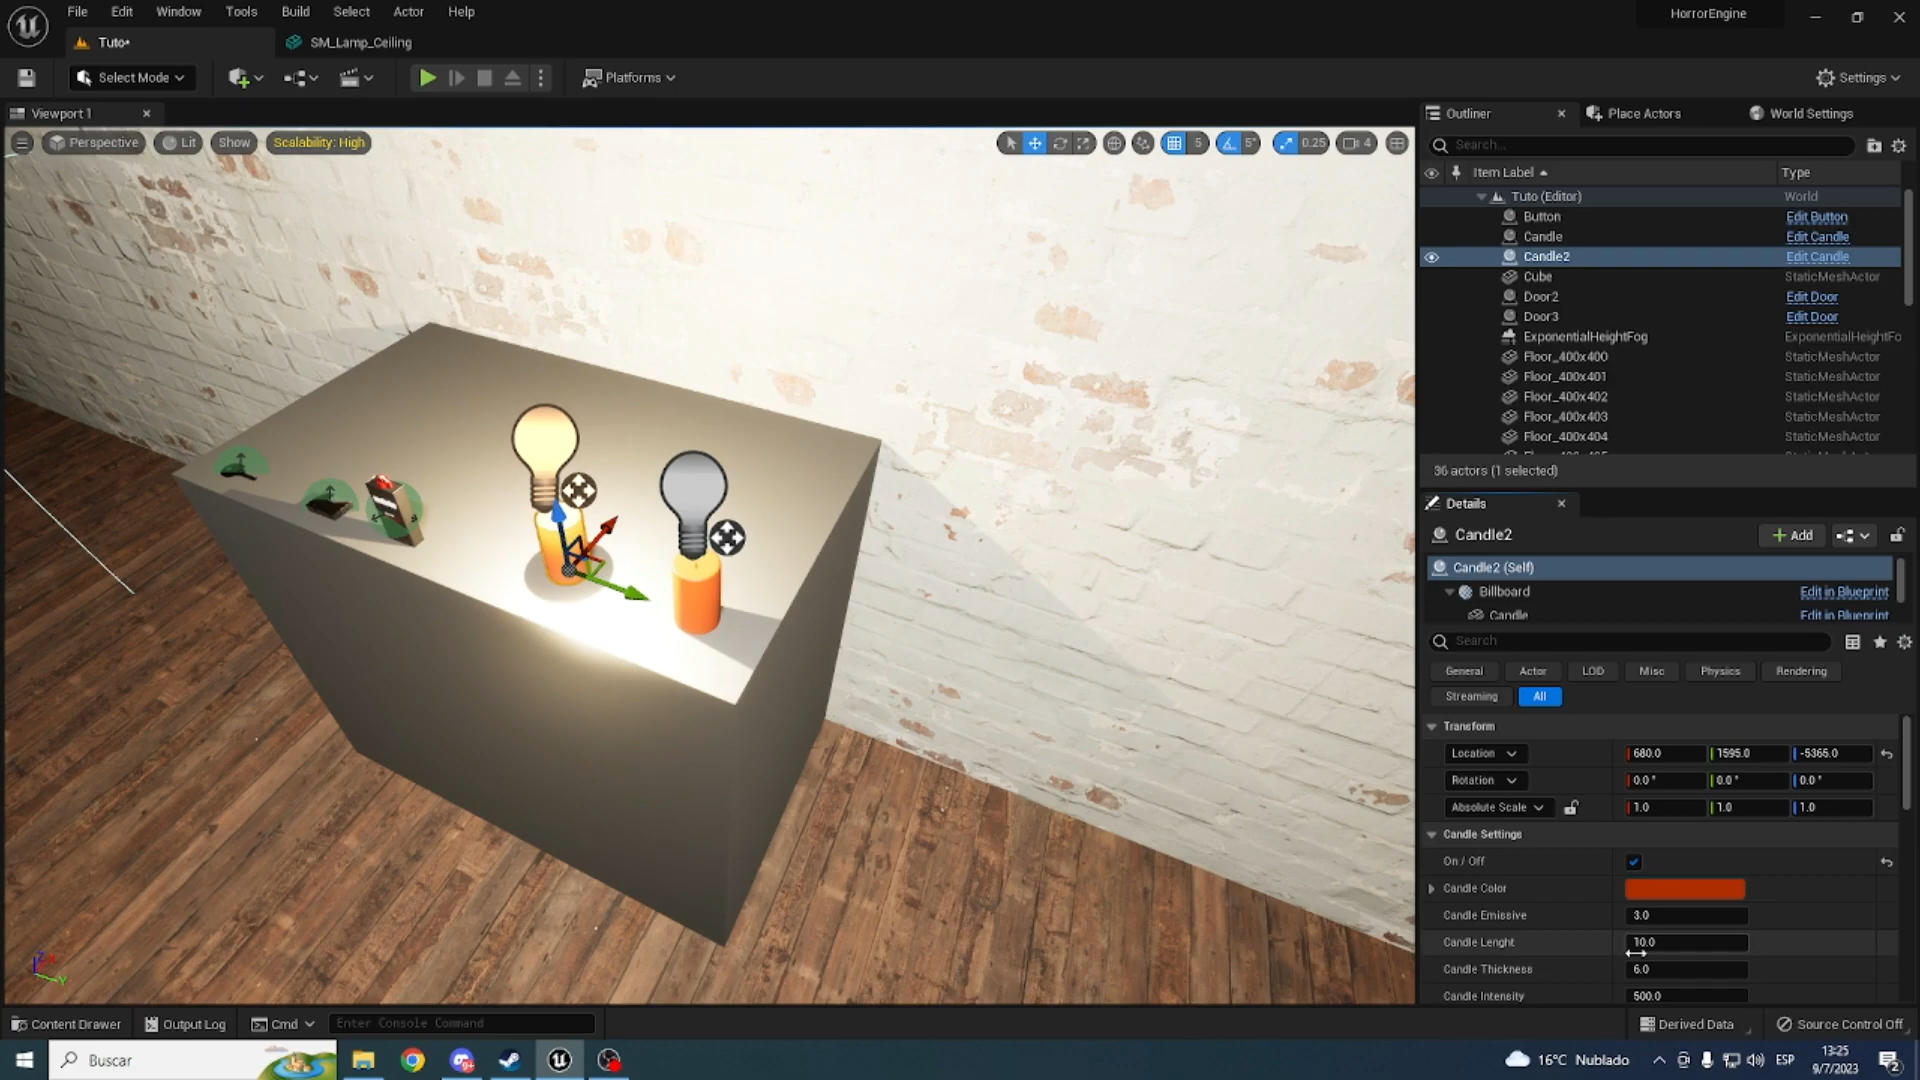 File Edit Window Tools Build Select Actor Help
HorrorEngine
Tuto•
SM_Lamp_Ceiling
Select Mode
Platforms
Settings
Viewport 1
Perspective
Lit
Show
Scalability: High
5
5°
0.25
4
Outliner
Place Actors
World Settings
Search...
Item Label
Type
Tuto (Editor) World
Button Edit Button
Candle Edit Candle
Candle2 Edit Candle
Cube StaticMeshActor
Door2 Edit Door
Door3 Edit Door
ExponentialHeightFog ExponentialHeightFo
Floor_400x400 StaticMeshActor
Floor_400x401 StaticMeshActor
Floor_400x402 StaticMeshActor
Floor_400x403 StaticMeshActor
Floor_400x404 StaticMeshActor
36 actors (1 selected)
Details
Candle2
Add
Candle2 (Self)
Billboard Edit in Blueprint
Candle Edit in Blueprint
Search
General Actor LOD Misc Physics Rendering
Streaming All
Transform
Location 680.0 1595.0 -5365.0
Rotation 0.0 ° 0.0 ° 0.0 °
Absolute Scale 1.0 1.0 1.0
Candle Settings
On / Off
Candle Color
Candle Emissive 3.0
Candle Lenght 10.0
Candle Thickness 6.0
Candle Intensity 500.0
Content Drawer
Output Log
Cmd
Enter Console Command
Derived Data
Source Control Off
Buscar
16°C Nublado
ESP
13:25
9/7/2023
2